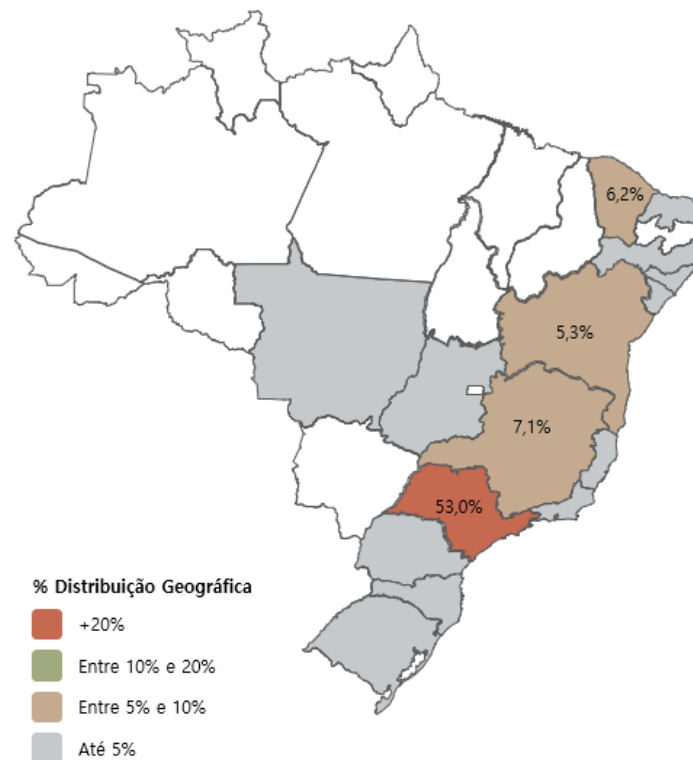 6,2%
5,3%
7,1%
53,0%
% Distribuição Geográfica
+20%
Entre 10% e 20%
Entre 5% e 10%
Até 5%